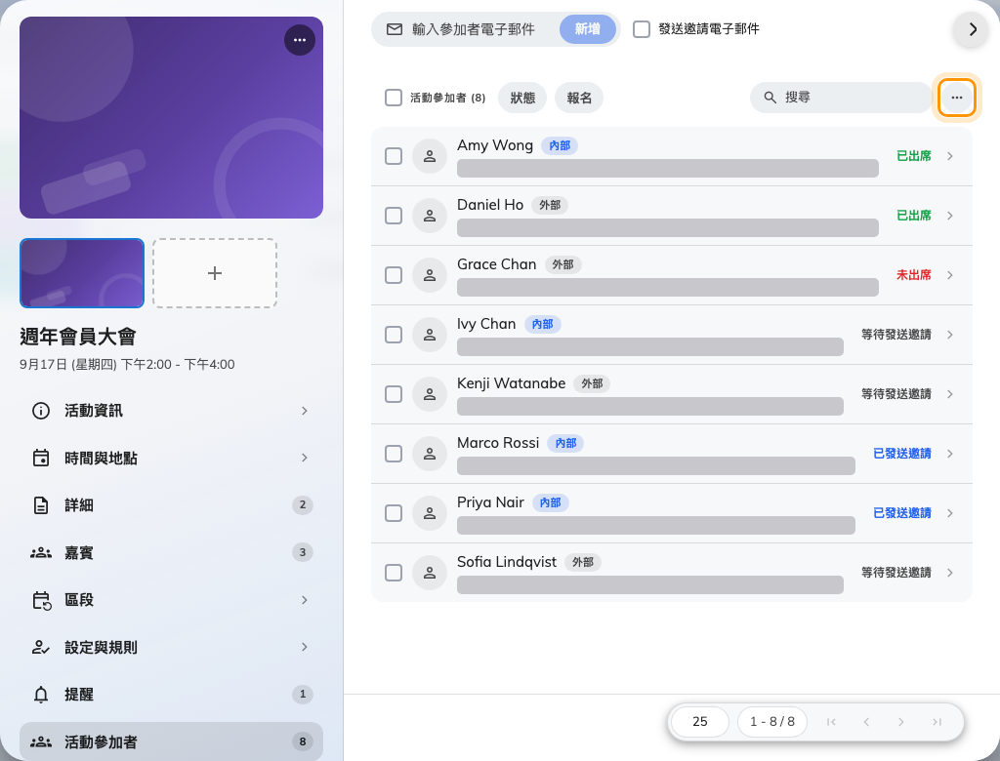 週年會員大會
9月17日 (星期四) 下午2:00 - 下午4:00
活動資訊
時間與地點
詳細 2
嘉賓 3
區段
設定與規則
提醒 1
活動參加者 8
輸入參加者電子郵件 新增 發送邀請電子郵件
活動參加者 (8) 狀態 報名 搜尋
Amy Wong 內部
已出席
Daniel Ho 外部
已出席
Grace Chan 外部
未出席
Ivy Chan 內部
等待發送邀請
Kenji Watanabe 外部
等待發送邀請
Marco Rossi 內部
已發送邀請
Priya Nair 內部
已發送邀請
Sofia Lindqvist 外部
等待發送邀請
25 1 - 8 / 8